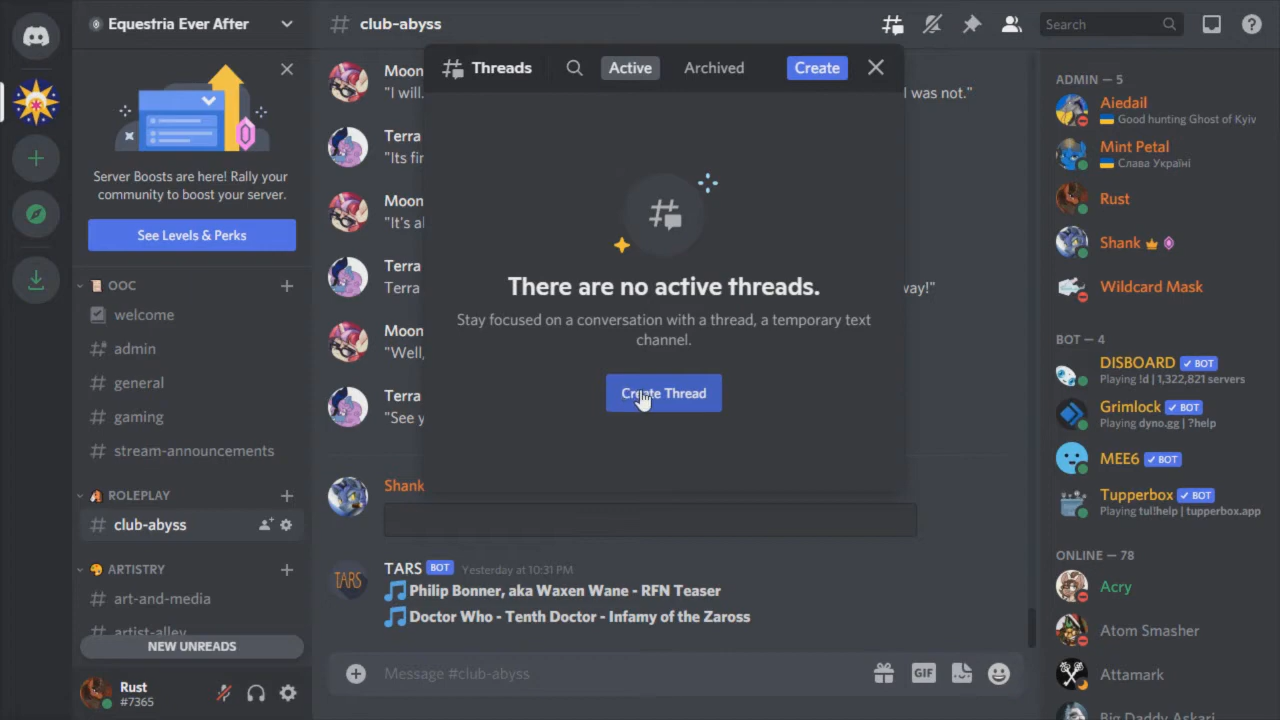 Equestria Ever After
Server Boosts are here! Rally your
community to boost your server.
See Levels & Perks
OOC
welcome
admin
general
gaming
stream-announcements
ROLEPLAY
club-abyss
ARTISTRY
art-and-media
artist-alley
NEW UNREADS
Rust
#7365
club-abyss
Search
Threads
Active
Archived
Create
There are no active threads.
Stay focused on a conversation with a thread, a temporary text
channel.
Create Thread
Moon
"I will. I was not."
Terra
"Its fir
Moon
"It's al
Terra
Terra way!"
Moon
"Well,
Terra
"See y
Shank
TARS BOT Yesterday at 10:31 PM
Philip Bonner, aka Waxen Wane - RFN Teaser
Doctor Who - Tenth Doctor - Infamy of the Zaross
Message #club-abyss
GIF
ADMIN — 5
Aiedail
Good hunting Ghost of Kyiv
Mint Petal
Слава Україні
Rust
Shank
Wildcard Mask
BOT — 4
DISBOARD BOT
Playing !d | 1,322,821 servers
Grimlock BOT
Playing dyno.gg | ?help
MEE6 BOT
Tupperbox BOT
Playing tul!help | tupperbox.app
ONLINE — 78
Acry
Atom Smasher
Attamark
Big Daddy Askari